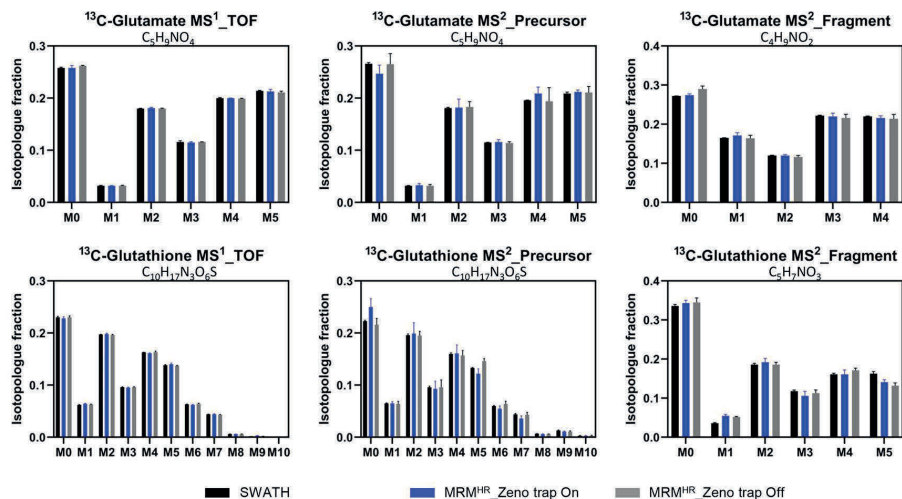 ¹³C-Glutamate MS¹_TOF
C₅H₉NO₄
Isotopologue fraction
0.3
0.2
0.1
0.0
M0 M1 M2 M3 M4 M5
¹³C-Glutamate MS²_Precursor
C₅H₉NO₄
Isotopologue fraction
0.3
0.2
0.1
0.0
M0 M1 M2 M3 M4 M5
¹³C-Glutamate MS²_Fragment
C₄H₉NO₂
Isotopologue fraction
0.4
0.3
0.2
0.1
0.0
M0 M1 M2 M3 M4
¹³C-Glutathione MS¹_TOF
C₁₀H₁₇N₃O₆S
Isotopologue fraction
0.3
0.2
0.1
0.0
M0 M1 M2 M3 M4 M5 M6 M7 M8 M9 M10
¹³C-Glutathione MS²_Precursor
C₁₀H₁₇N₃O₆S
Isotopologue fraction
0.3
0.2
0.1
0.0
M0 M1 M2 M3 M4 M5 M6 M7 M8 M9 M10
¹³C-Glutathione MS²_Fragment
C₅H₇NO₃
Isotopologue fraction
0.4
0.3
0.2
0.1
0.0
M0 M1 M2 M3 M4 M5
SWATH MRMᴴᴿ_Zeno trap On MRMᴴᴿ_Zeno trap Off